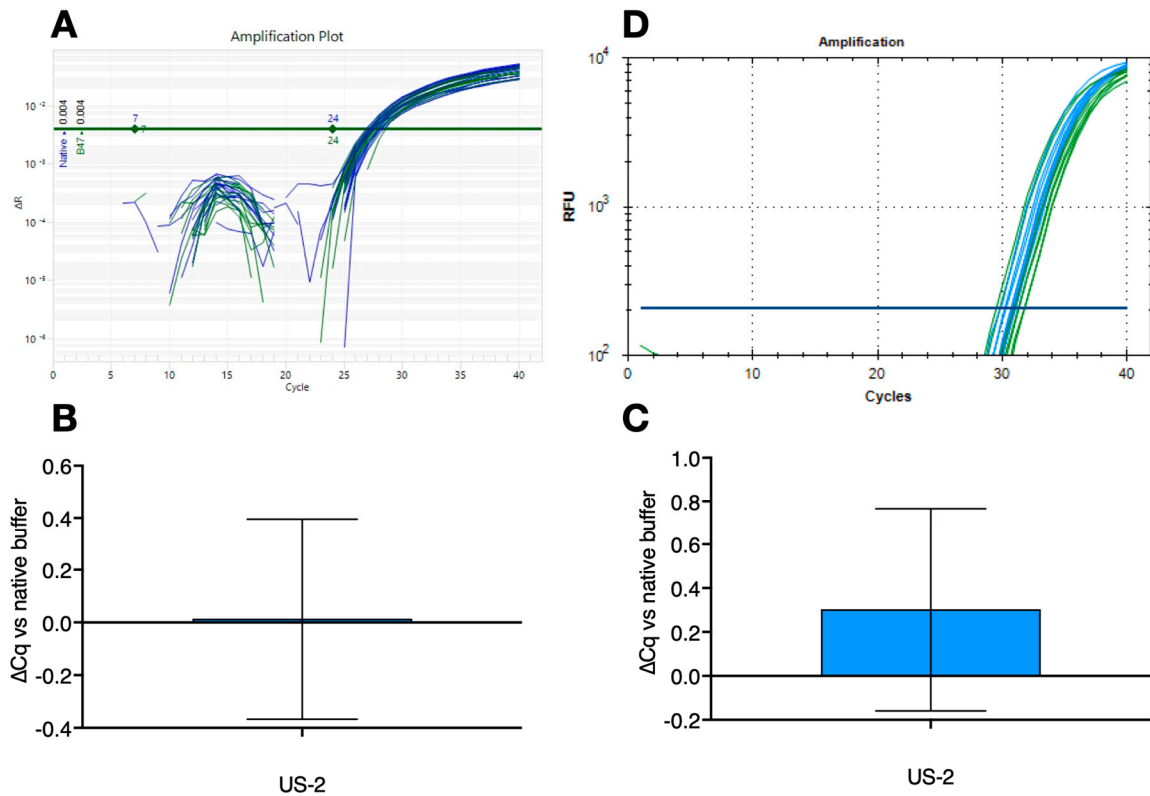 A
Amplification Plot
ΔR
10⁻²
10⁻³
10⁻⁴
10⁻⁵
10⁻⁶
Native 0.004
B47 0.004
7
7
24
24
0 5 10 15 20 25 30 35 40
Cycle
D
Amplification
RFU
10⁴
10³
10²
0 10 20 30 40
Cycles
B
ΔCq vs native buffer
0.6
0.4
0.2
0.0
-0.2
-0.4
US-2
C
ΔCq vs native buffer
1.0
0.8
0.6
0.4
0.2
0.0
-0.2
US-2